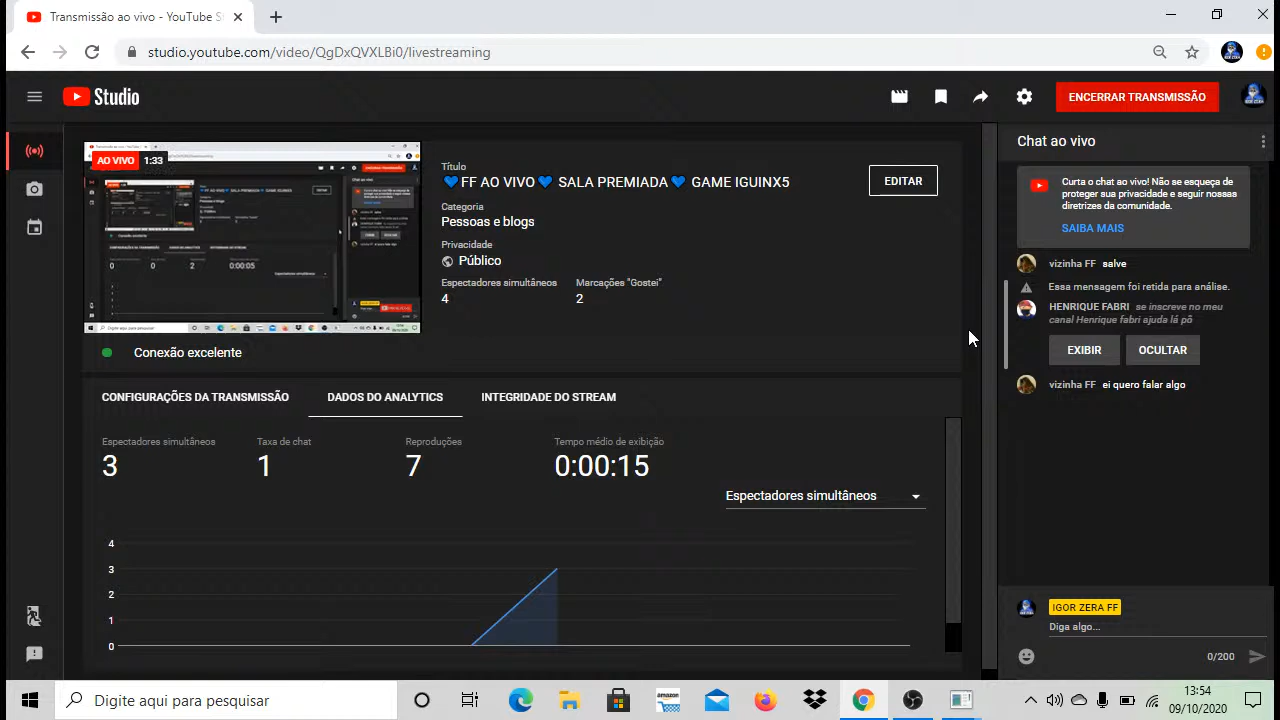 Transmissão ao vivo - YouTube S
studio.youtube.com/video/QgDxQVXLBi0/livestreaming
Studio
ENCERRAR TRANSMISSÃO
AO VIVO 1:33
Título
💙FF AO VIVO💙 SALA PREMIADA💙 GAME IGUINX5
EDITAR
Categoria
Pessoas e blogs
Privacidade
Público
Espectadores simultâneos
4
Marcações "Gostei"
2
Conexão excelente
CONFIGURAÇÕES DA TRANSMISSÃO
DADOS DO ANALYTICS
INTEGRIDADE DO STREAM
Espectadores simultâneos
3
Taxa de chat
1
Reproduções
7
Tempo médio de exibição
0:00:15
Espectadores simultâneos
4
3
2
1
0
Chat ao vivo
Curta o chat ao vivo! Não se esqueça de
proteger sua privacidade e seguir nossas
diretrizes da comunidade.
SAIBA MAIS
vizinha FF salve
Essa mensagem foi retida para análise.
HENRIQUE FABRI se inscreve no meu
canal Henrique fabri ajuda lá pô
EXIBIR
OCULTAR
vizinha FF ei quero falar algo
IGOR ZERA FF
Diga algo...
0/200
Digite aqui para pesquisar
amazon
13:54
09/10/2020